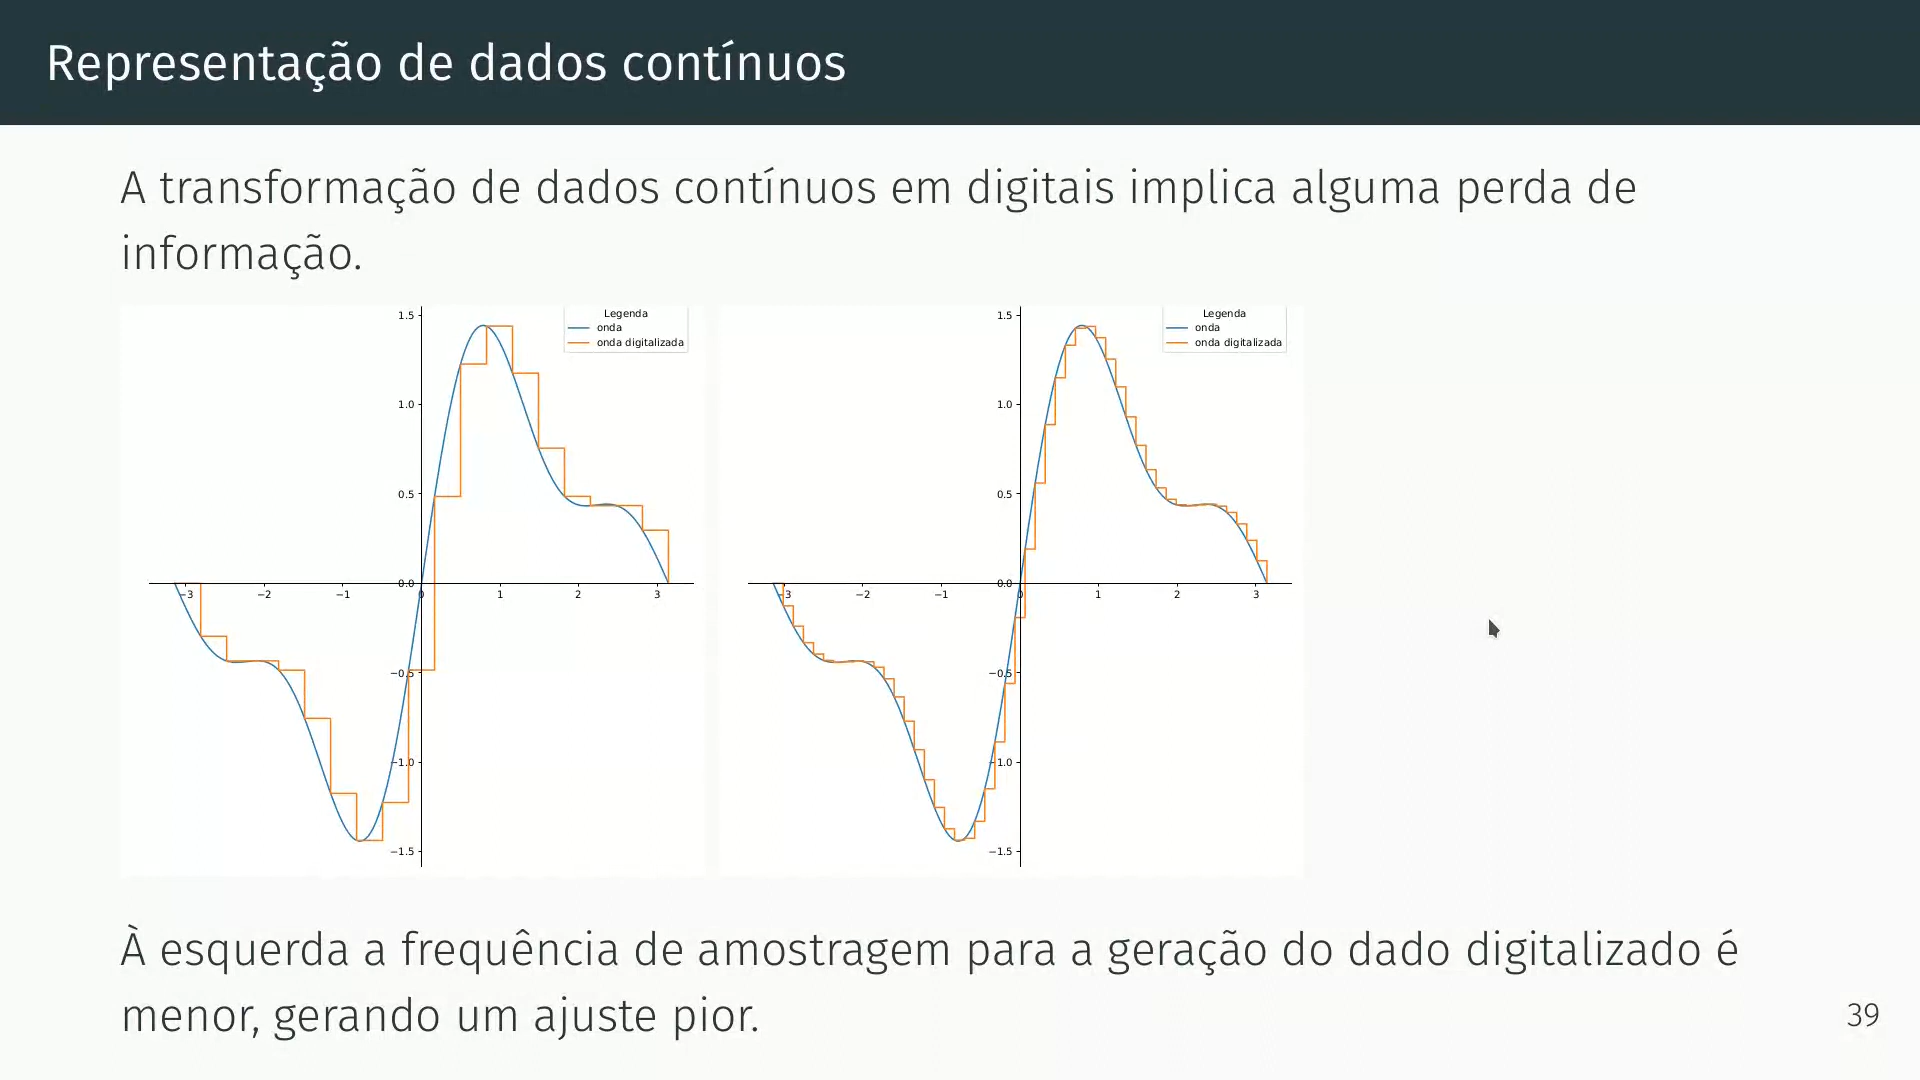 Representação de dados contínuos
A transformação de dados contínuos em digitais implica alguma perda de
informação.
Legenda
onda
onda digitalizada
1.5
1.0
0.5
0.0
−0.5
−1.0
−1.5
−3 −2 −1 0 1 2 3
Legenda
onda
onda digitalizada
1.5
1.0
0.5
0.0
−0.5
−1.0
−1.5
−3 −2 −1 0 1 2 3
À esquerda a frequência de amostragem para a geração do dado digitalizado é
menor, gerando um ajuste pior.
39